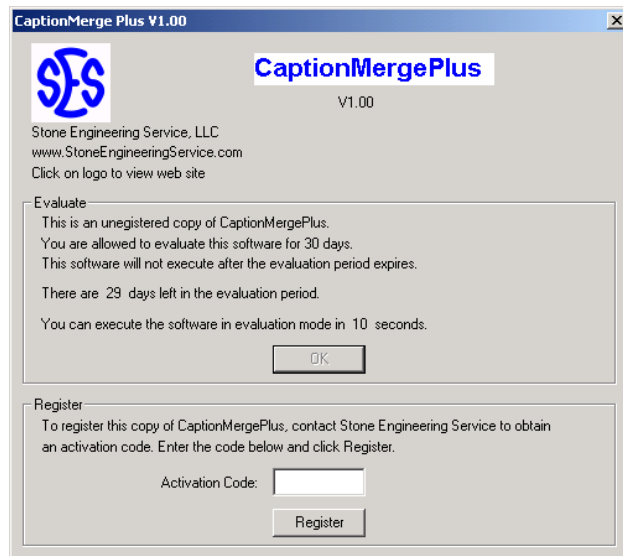 CaptionMerge Plus V1.00
SES
CaptionMergePlus
V1.00
Stone Engineering Service, LLC
www.StoneEngineeringService.com
Click on logo to view web site
Evaluate
This is an unegistered copy of CaptionMergePlus.
You are allowed to evaluate this software for 30 days.
This software will not execute after the evaluation period expires.
There are 29 days left in the evaluation period.
You can execute the software in evaluation mode in 10 seconds.
OK
Register
To register this copy of CaptionMergePlus, contact Stone Engineering Service to obtain
an activation code. Enter the code below and click Register.
Activation Code:
Register